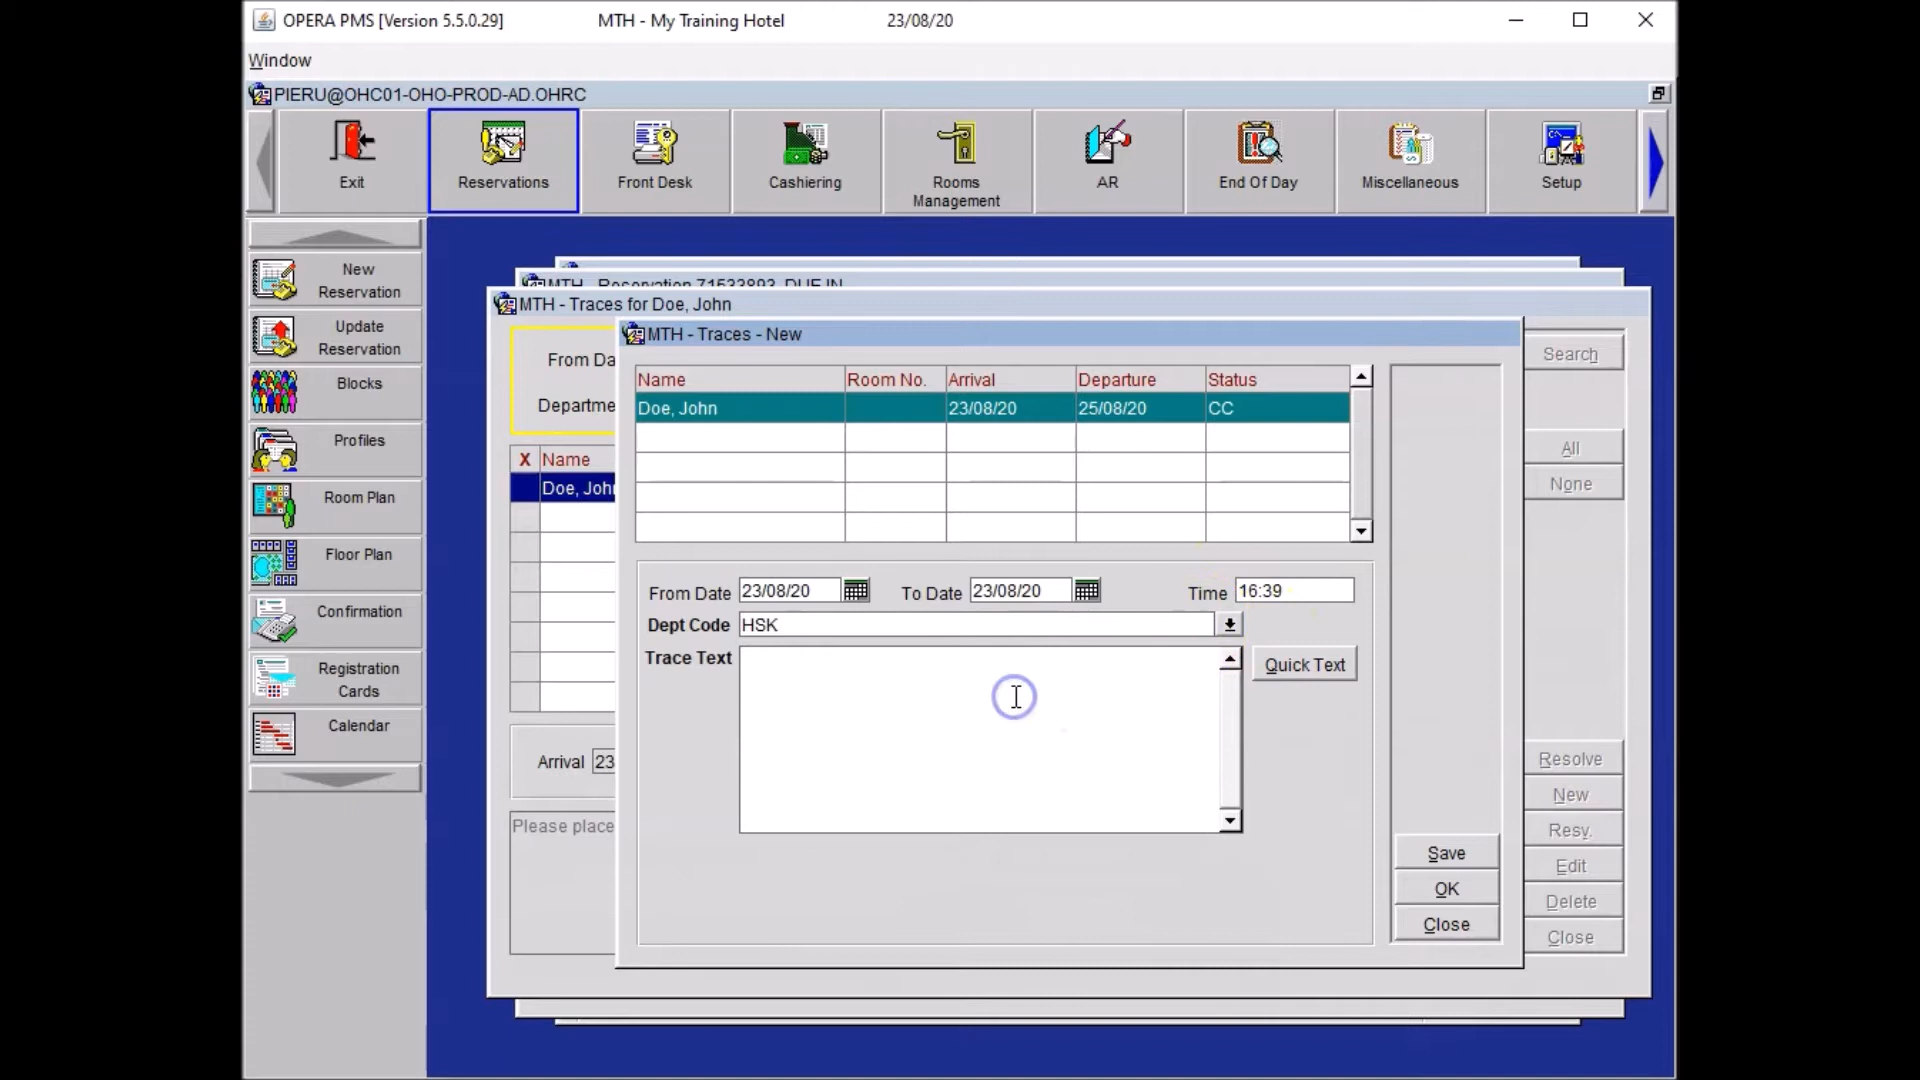 OPERA PMS [Version 5.5.0.29] MTH - My Training Hotel 23/08/20
Window
PIERU@OHC01-OHO-PROD-AD.OHRC
Exit
Reservations
Front Desk
Cashiering
Rooms
Management
AR
End Of Day
Miscellaneous
Setup
New
Reservation
Update
Reservation
Blocks
Profiles
Room Plan
Floor Plan
Confirmation
Registration
Cards
Calendar
MTH - Reservation 71533893 DUE IN
MTH - Traces for Doe, John
From Da
Departme
X Name
Doe, John
Arrival 23
Please place
MTH - Traces - New
Name Room No. Arrival Departure Status
Doe, John 23/08/20 25/08/20 CC
From Date 23/08/20 To Date 23/08/20 Time 16:39
Dept Code HSK
Trace Text
Quick Text
Save
OK
Close
Search
All
None
Resolve
New
Resv.
Edit
Delete
Close